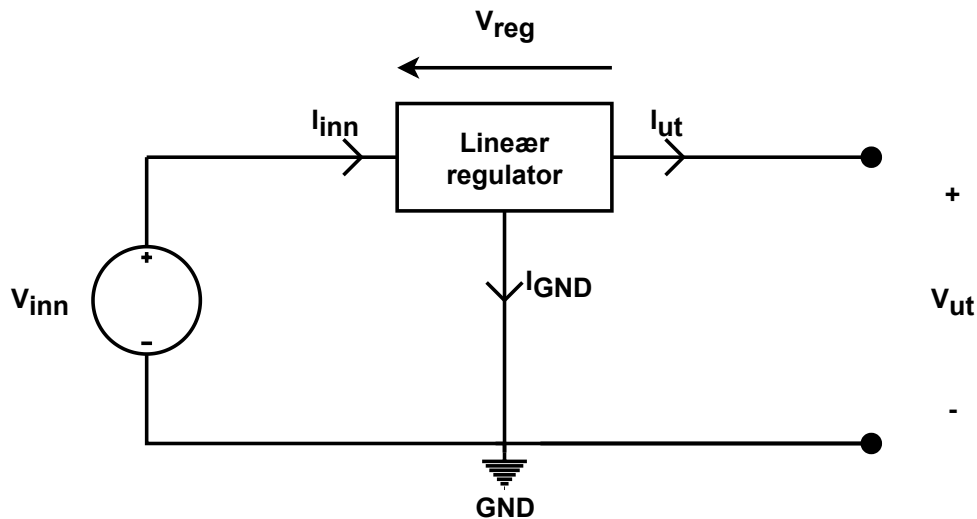 Vreg
Iinn
Lineær
regulator
Iut
+
+
IGND
Vinn
Vut
-
-
GND